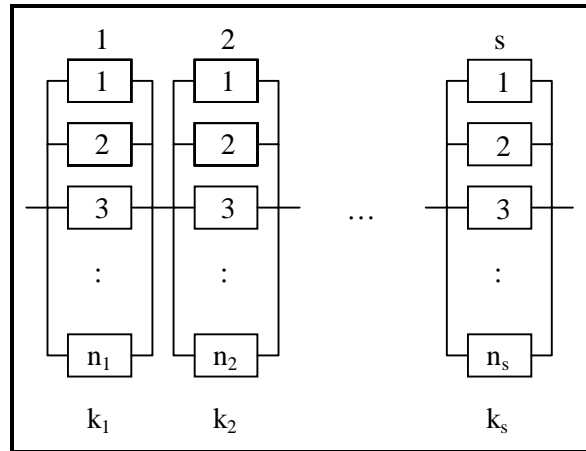 1 2 s
1 1 1
2 2 2
3 3 ... 3
: : :
n₁ n₂ nₛ
k₁ k₂ kₛ